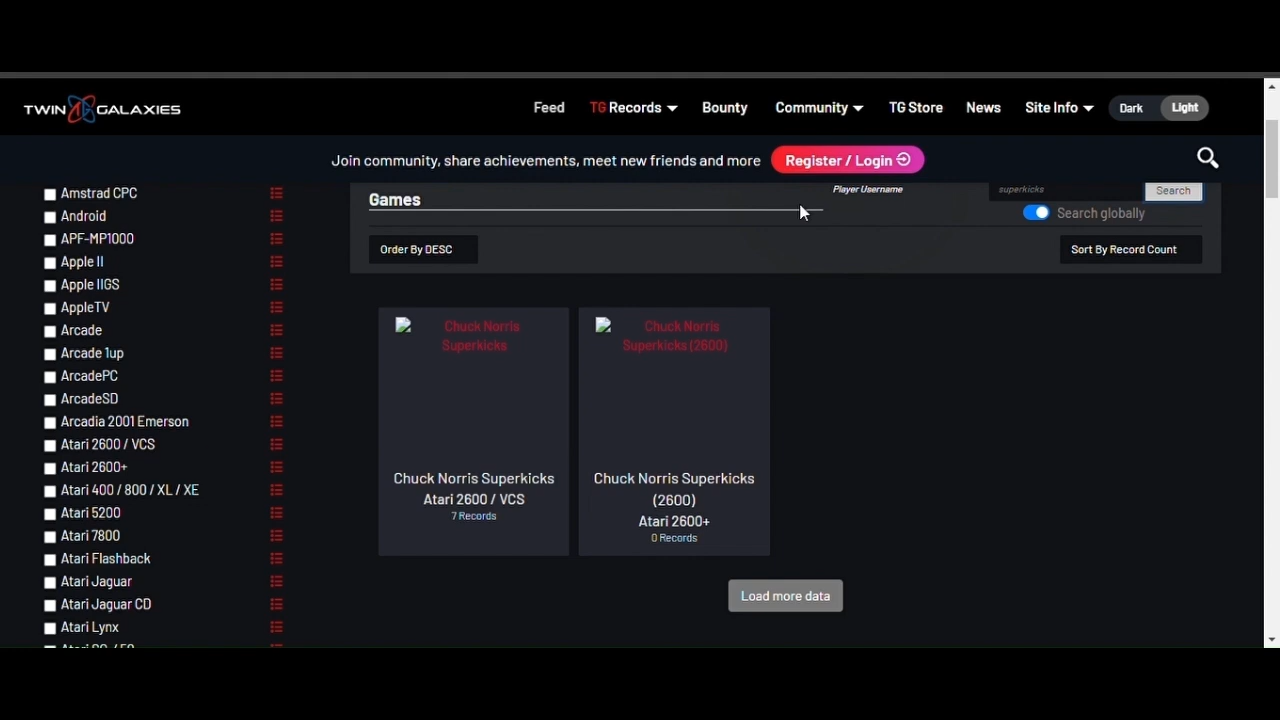 TWIN GALAXIES
Feed
TG Records
Bounty
Community
TG Store
News
Site Info
Dark
Light
Join community, share achievements, meet new friends and more
Register / Login
Amstrad CPC
Android
APF-MP1000
Apple II
Apple IIGS
AppleTV
Arcade
Arcade 1up
ArcadePC
ArcadeSD
Arcadia 2001 Emerson
Atari 2600 / VCS
Atari 2600+
Atari 400 / 800 / XL / XE
Atari 5200
Atari 7800
Atari Flashback
Atari Jaguar
Atari Jaguar CD
Atari Lynx
Games
Player Username
superkicks
Search
Search globally
Order By DESC
Sort By Record Count
Chuck Norris
Superkicks
Chuck Norris Superkicks
Atari 2600 / VCS
7 Records
Chuck Norris
Superkicks (2600)
Chuck Norris Superkicks
(2600)
Atari 2600+
0 Records
Load more data